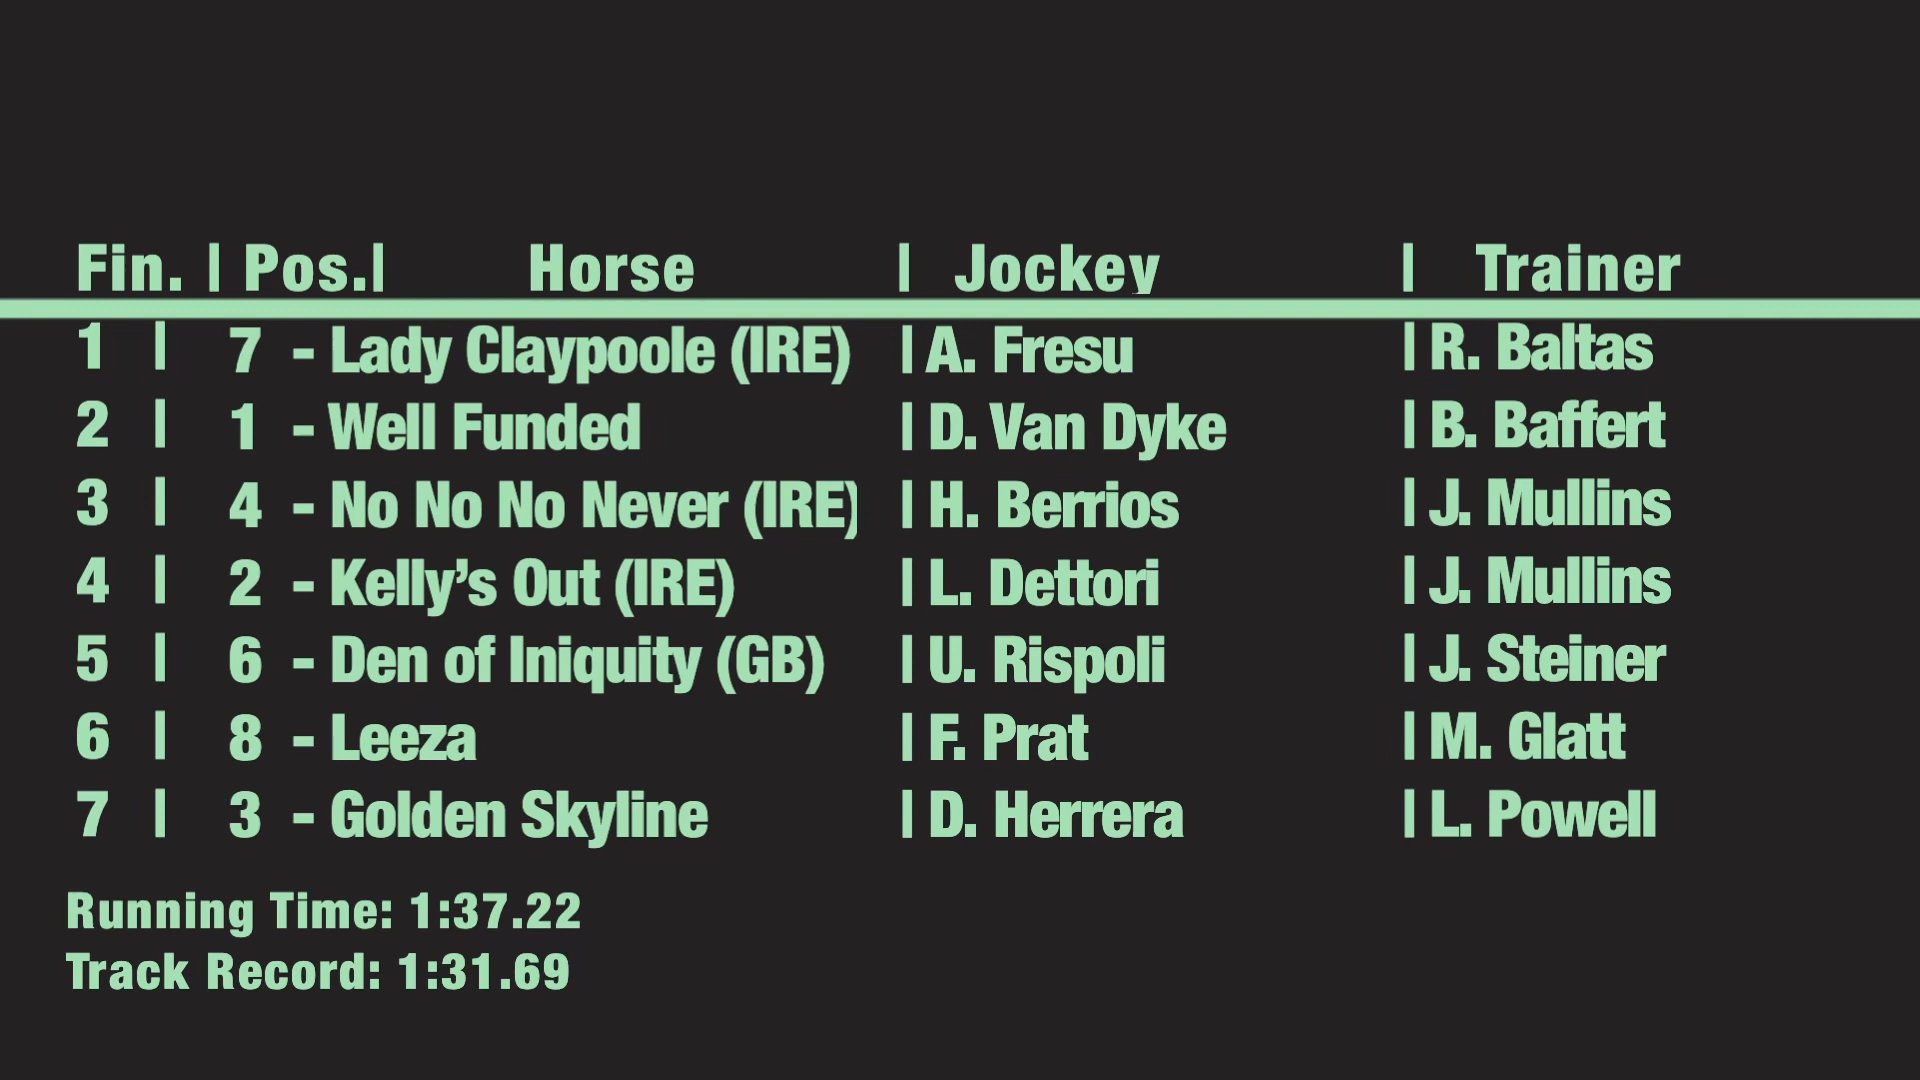 Fin. | Pos.| Horse | Jockey | Trainer
1 | 7 - Lady Claypoole (IRE) | A. Fresu | R. Baltas
2 | 1 - Well Funded | D. Van Dyke | B. Baffert
3 | 4 - No No No Never (IRE) | H. Berrios | J. Mullins
4 | 2 - Kelly’s Out (IRE) | L. Dettori | J. Mullins
5 | 6 - Den of Iniquity (GB) | U. Rispoli | J. Steiner
6 | 8 - Leeza | F. Prat | M. Glatt
7 | 3 - Golden Skyline | D. Herrera | L. Powell
Running Time: 1:37.22
Track Record: 1:31.69